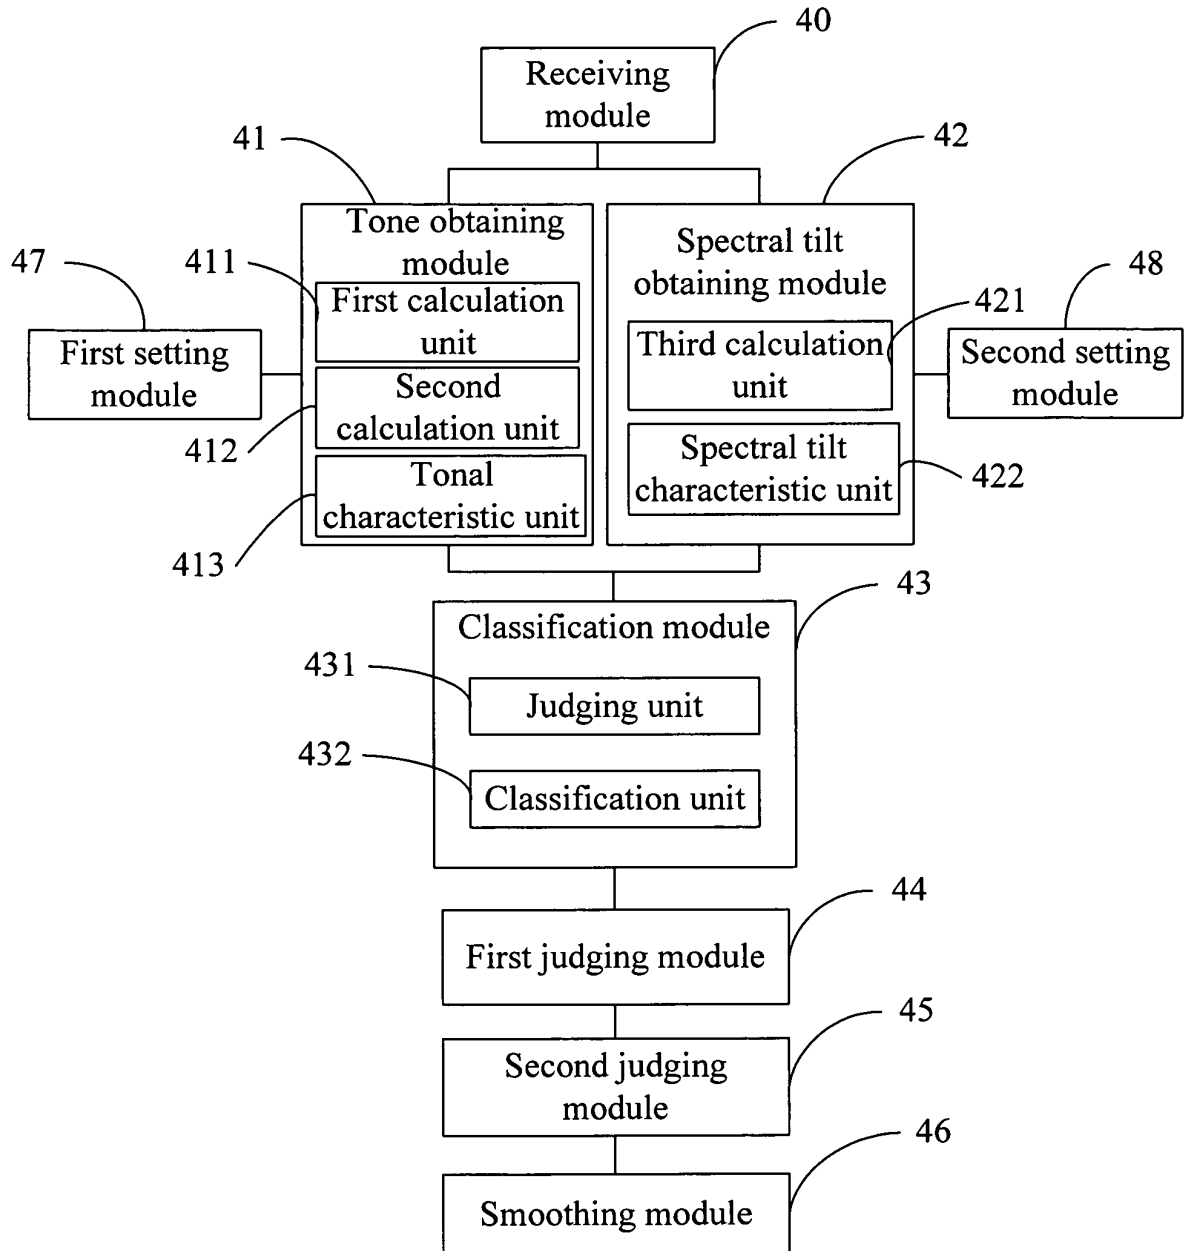 40
Receiving
module
41
42
Tone obtaining
module
Spectral tilt
obtaining module
47
411
48
421
First calculation
unit
Third calculation
unit
First setting
module
Second setting
module
Second
calculation unit
412
Spectral tilt
characteristic unit
422
Tonal
characteristic unit
413
43
Classification module
431
Judging unit
432
Classification unit
44
First judging module
45
Second judging
module
46
Smoothing module